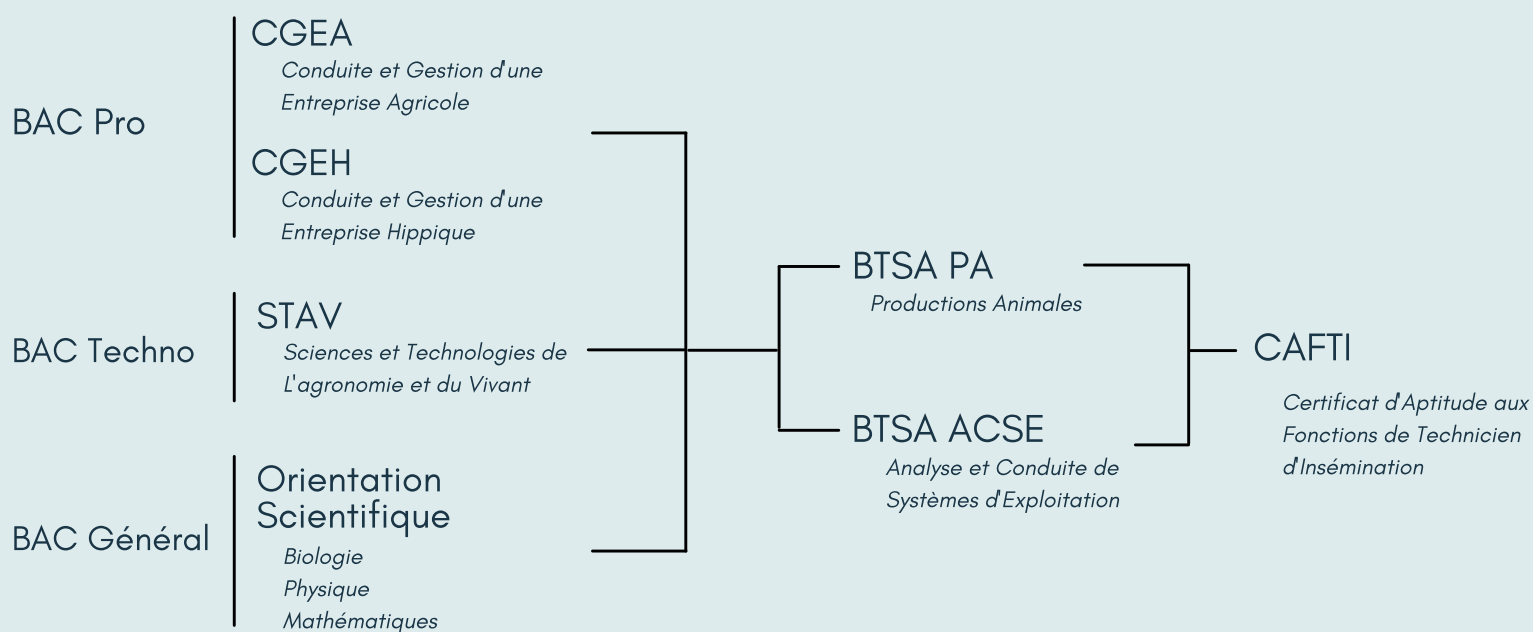 BAC Pro
CGEA
Conduite et Gestion d'une
Entreprise Agricole
CGEH
Conduite et Gestion d'une
Entreprise Hippique
BAC Techno
STAV
Sciences et Technologies de
L'agronomie et du Vivant
BAC Général
Orientation
Scientifique
Biologie
Physique
Mathématiques
BTSA PA
Productions Animales
BTSA ACSE
Analyse et Conduite de
Systèmes d'Exploitation
CAFTI
Certificat d'Aptitude aux
Fonctions de Technicien
d'Insémination